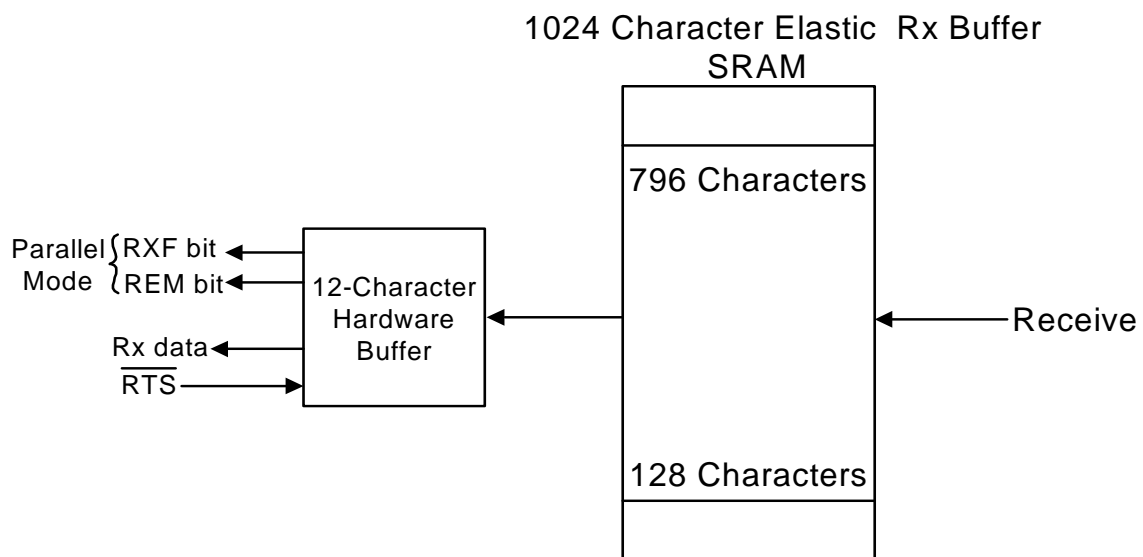 1024 Character Elastic Rx Buffer
SRAM
796 Characters
Parallel
Mode
RXF bit
REM bit
12-Character
Hardware
Buffer
Rx data
RTS
Receive
128 Characters